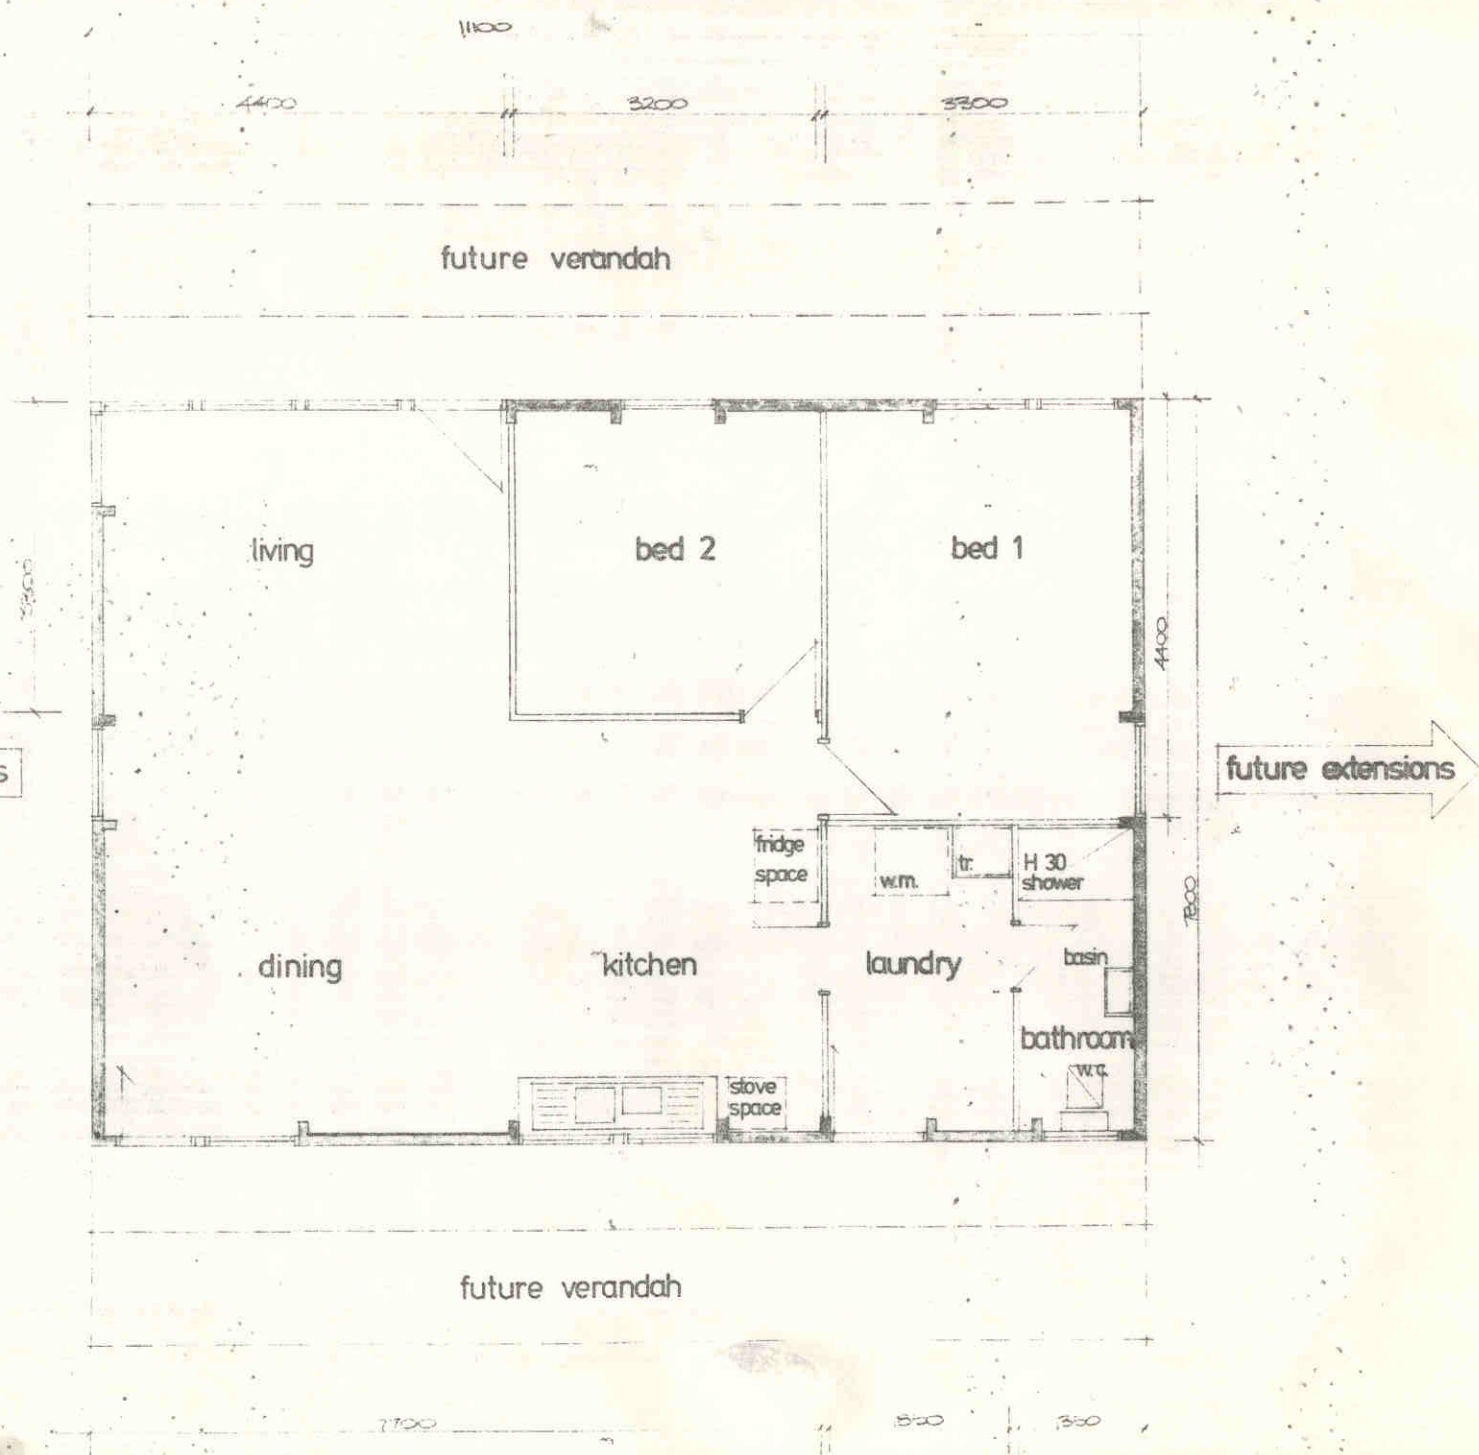 11100
4400 3200 3300
future verandah
living bed 2 bed 1
4400
future extensions
fridge
space
w.m.
tr.
H 30
shower
7800
dining kitchen laundry
basin
bathroom
w.c.
stove
space
future verandah
7700